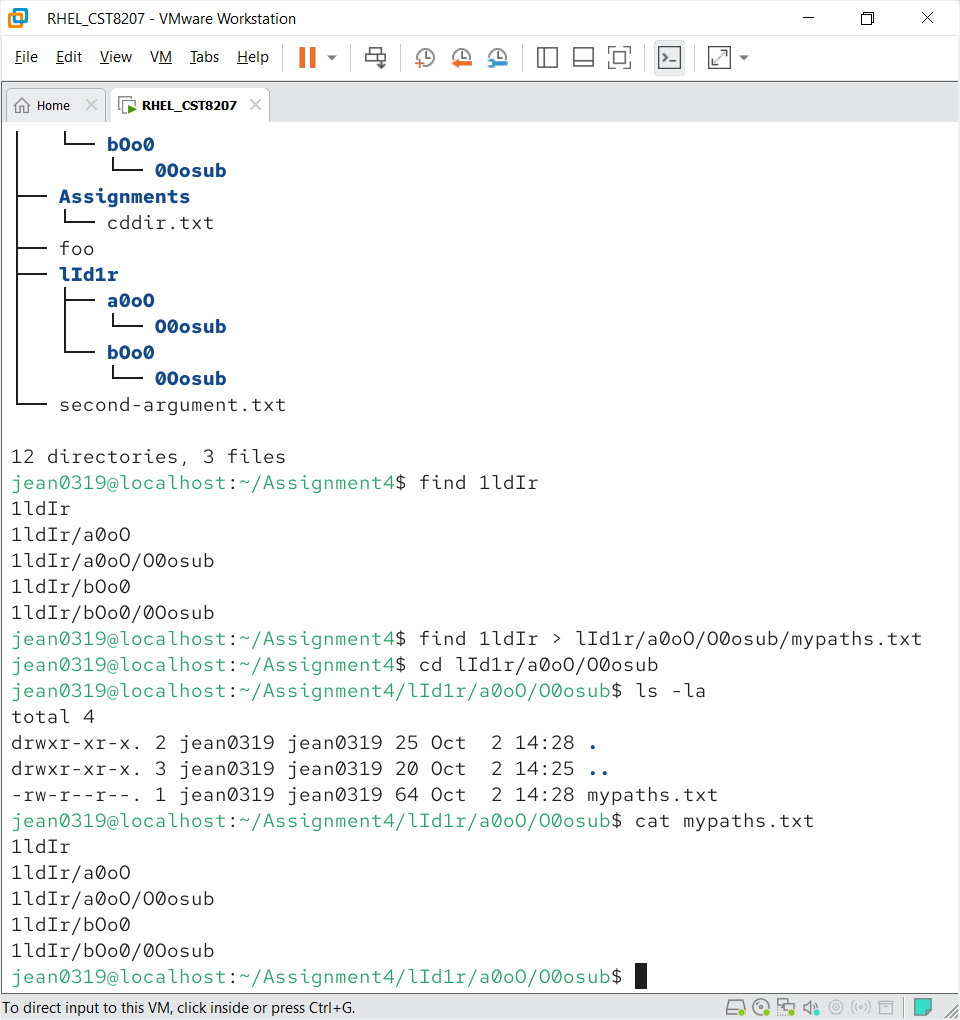 RHEL_CST8207 - VMware Workstation
File Edit View VM Tabs Help
Home RHEL_CST8207
│   └── bOo0
│       └── 0Oosub
├── Assignments
│   └── cddir.txt
├── foo
├── lId1r
│   ├── a0oO
│   │   └── O0osub
│   └── bOo0
│       └── 0Oosub
└── second-argument.txt
12 directories, 3 files
jean0319@localhost:~/Assignment4$ find 1ldIr
1ldIr
1ldIr/a0oO
1ldIr/a0oO/O0osub
1ldIr/bOo0
1ldIr/bOo0/0Oosub
jean0319@localhost:~/Assignment4$ find 1ldIr > lId1r/a0oO/O0osub/mypaths.txt
jean0319@localhost:~/Assignment4$ cd lId1r/a0oO/O0osub
jean0319@localhost:~/Assignment4/lId1r/a0oO/O0osub$ ls -la
total 4
drwxr-xr-x. 2 jean0319 jean0319 25 Oct  2 14:28 .
drwxr-xr-x. 3 jean0319 jean0319 20 Oct  2 14:25 ..
-rw-r--r--. 1 jean0319 jean0319 64 Oct  2 14:28 mypaths.txt
jean0319@localhost:~/Assignment4/lId1r/a0oO/O0osub$ cat mypaths.txt
1ldIr
1ldIr/a0oO
1ldIr/a0oO/O0osub
1ldIr/bOo0
1ldIr/bOo0/0Oosub
jean0319@localhost:~/Assignment4/lId1r/a0oO/O0osub$
To direct input to this VM, click inside or press Ctrl+G.